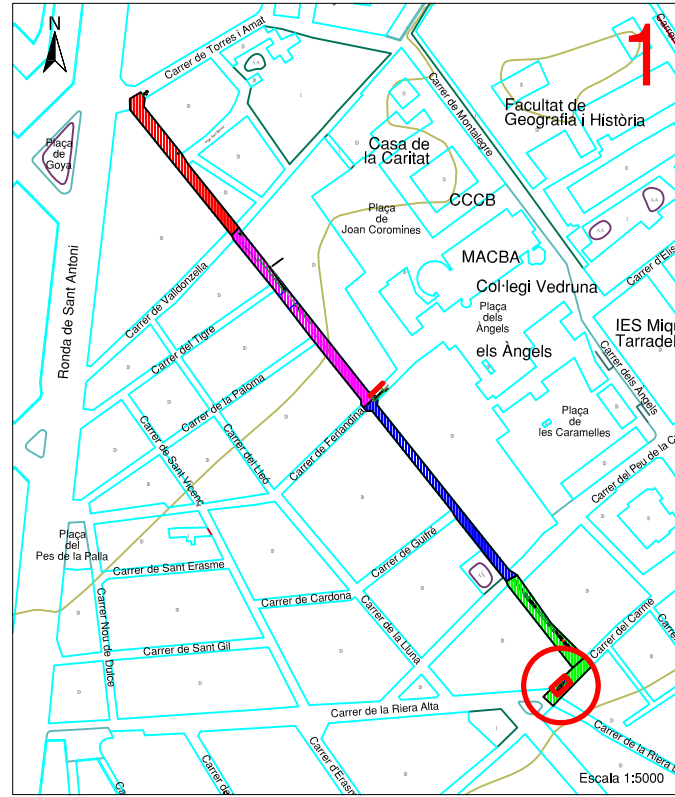 N
1
Carrer de Torres i Amat
Carrer de Montalegre
Facultat de
Geografia i Història
Plaça
de
Goya
Casa de
la Caritat
CCCB
Plaça
de
Joan Coromines
MACBA
Col·legi Vedruna
Plaça
dels
Àngels
els Àngels
Carrer d'Elis
IES Miq
Tarradel
Carrer dels Àngels
Ronda de Sant Antoni
Carrer de Valldonzella
Carrer del Tigre
Carrer de la Paloma
Carrer de Sant Vicenç
Carrer del Lleó
Carrer de Ferlandina
Plaça
de
les Caramelles
Carrer del Peu de la C
Plaça
del
Pes de la Palla
Carrer de Sant Erasme
Carrer de Guifré
Carrer de Cardona
Carrer de la Lluna
Carrer Nou de Dulce
Carrer de Sant Gil
Carrer del Carme
Carrer de la Riera Alta
Carrer de la Riera
Carrer d'Erasm
Carrer
Carre
Escala 1:5000